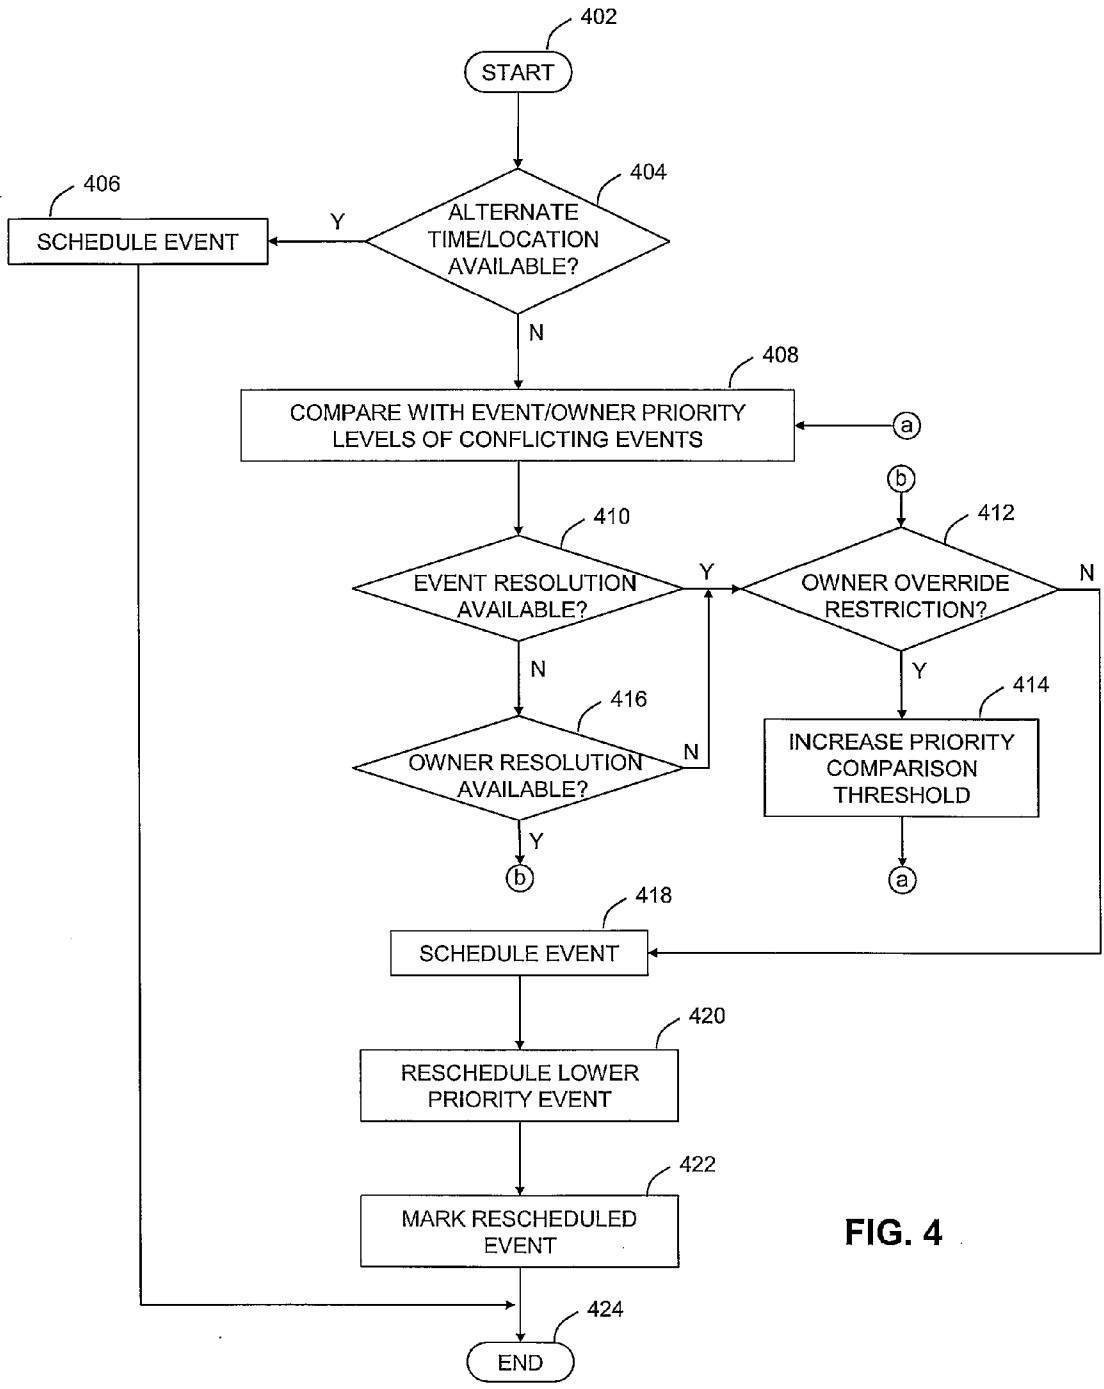 402
START
404
ALTERNATE
TIME/LOCATION
AVAILABLE?
Y
406
SCHEDULE EVENT
N
408
COMPARE WITH EVENT/OWNER PRIORITY
LEVELS OF CONFLICTING EVENTS
a
b
410
EVENT RESOLUTION
AVAILABLE?
Y
412
OWNER OVERRIDE
RESTRICTION?
N
N
Y
416
OWNER RESOLUTION
AVAILABLE?
N
414
INCREASE PRIORITY
COMPARISON
THRESHOLD
Y
b
a
418
SCHEDULE EVENT
420
RESCHEDULE LOWER
PRIORITY EVENT
422
MARK RESCHEDULED
EVENT
FIG. 4
424
END